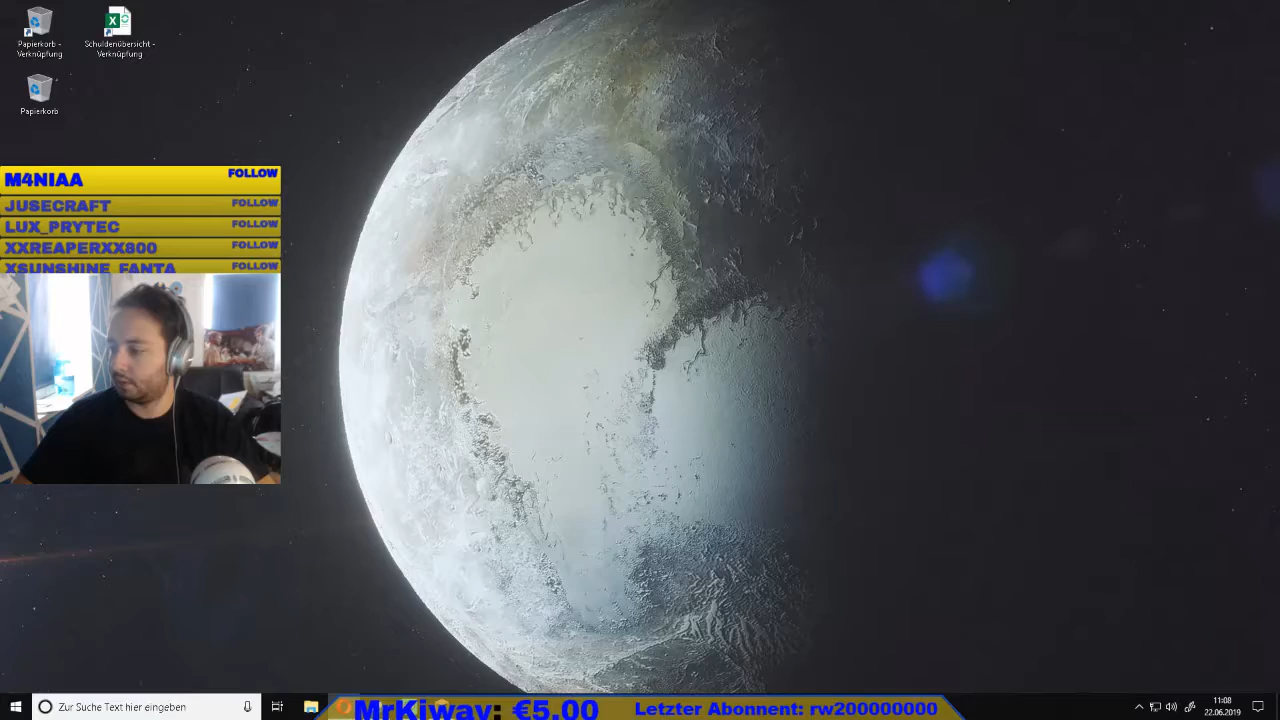 Papierkorb -
Verknüpfung
Schuldenübersicht -
Verknüpfung
Papierkorb
M4NIAA FOLLOW
JUSECRAFT FOLLOW
LUX_PRYTEC FOLLOW
XXREAPERXX800 FOLLOW
XSUNSHINE_FANTA FOLLOW
Zur Suche Text hier eingeben
MrKiway: €5.00
Letzter Abonnent: rw200000000
11:08
22.06.2019